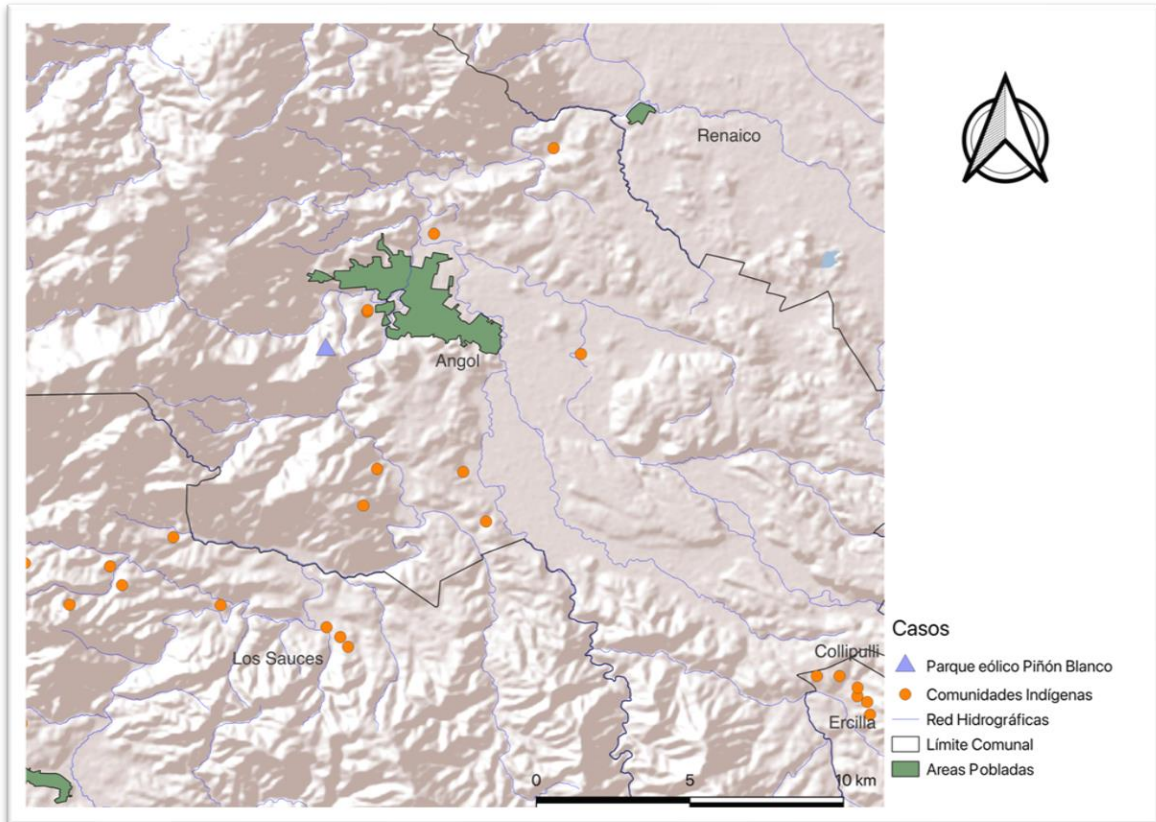 Renaico
Angol
Los Sauces
Collipulli
Ercilla
0 5 10 km
Casos
Parque eólico Piñón Blanco
Comunidades Indígenas
Red Hidrográficas
Límite Comunal
Areas Pobladas